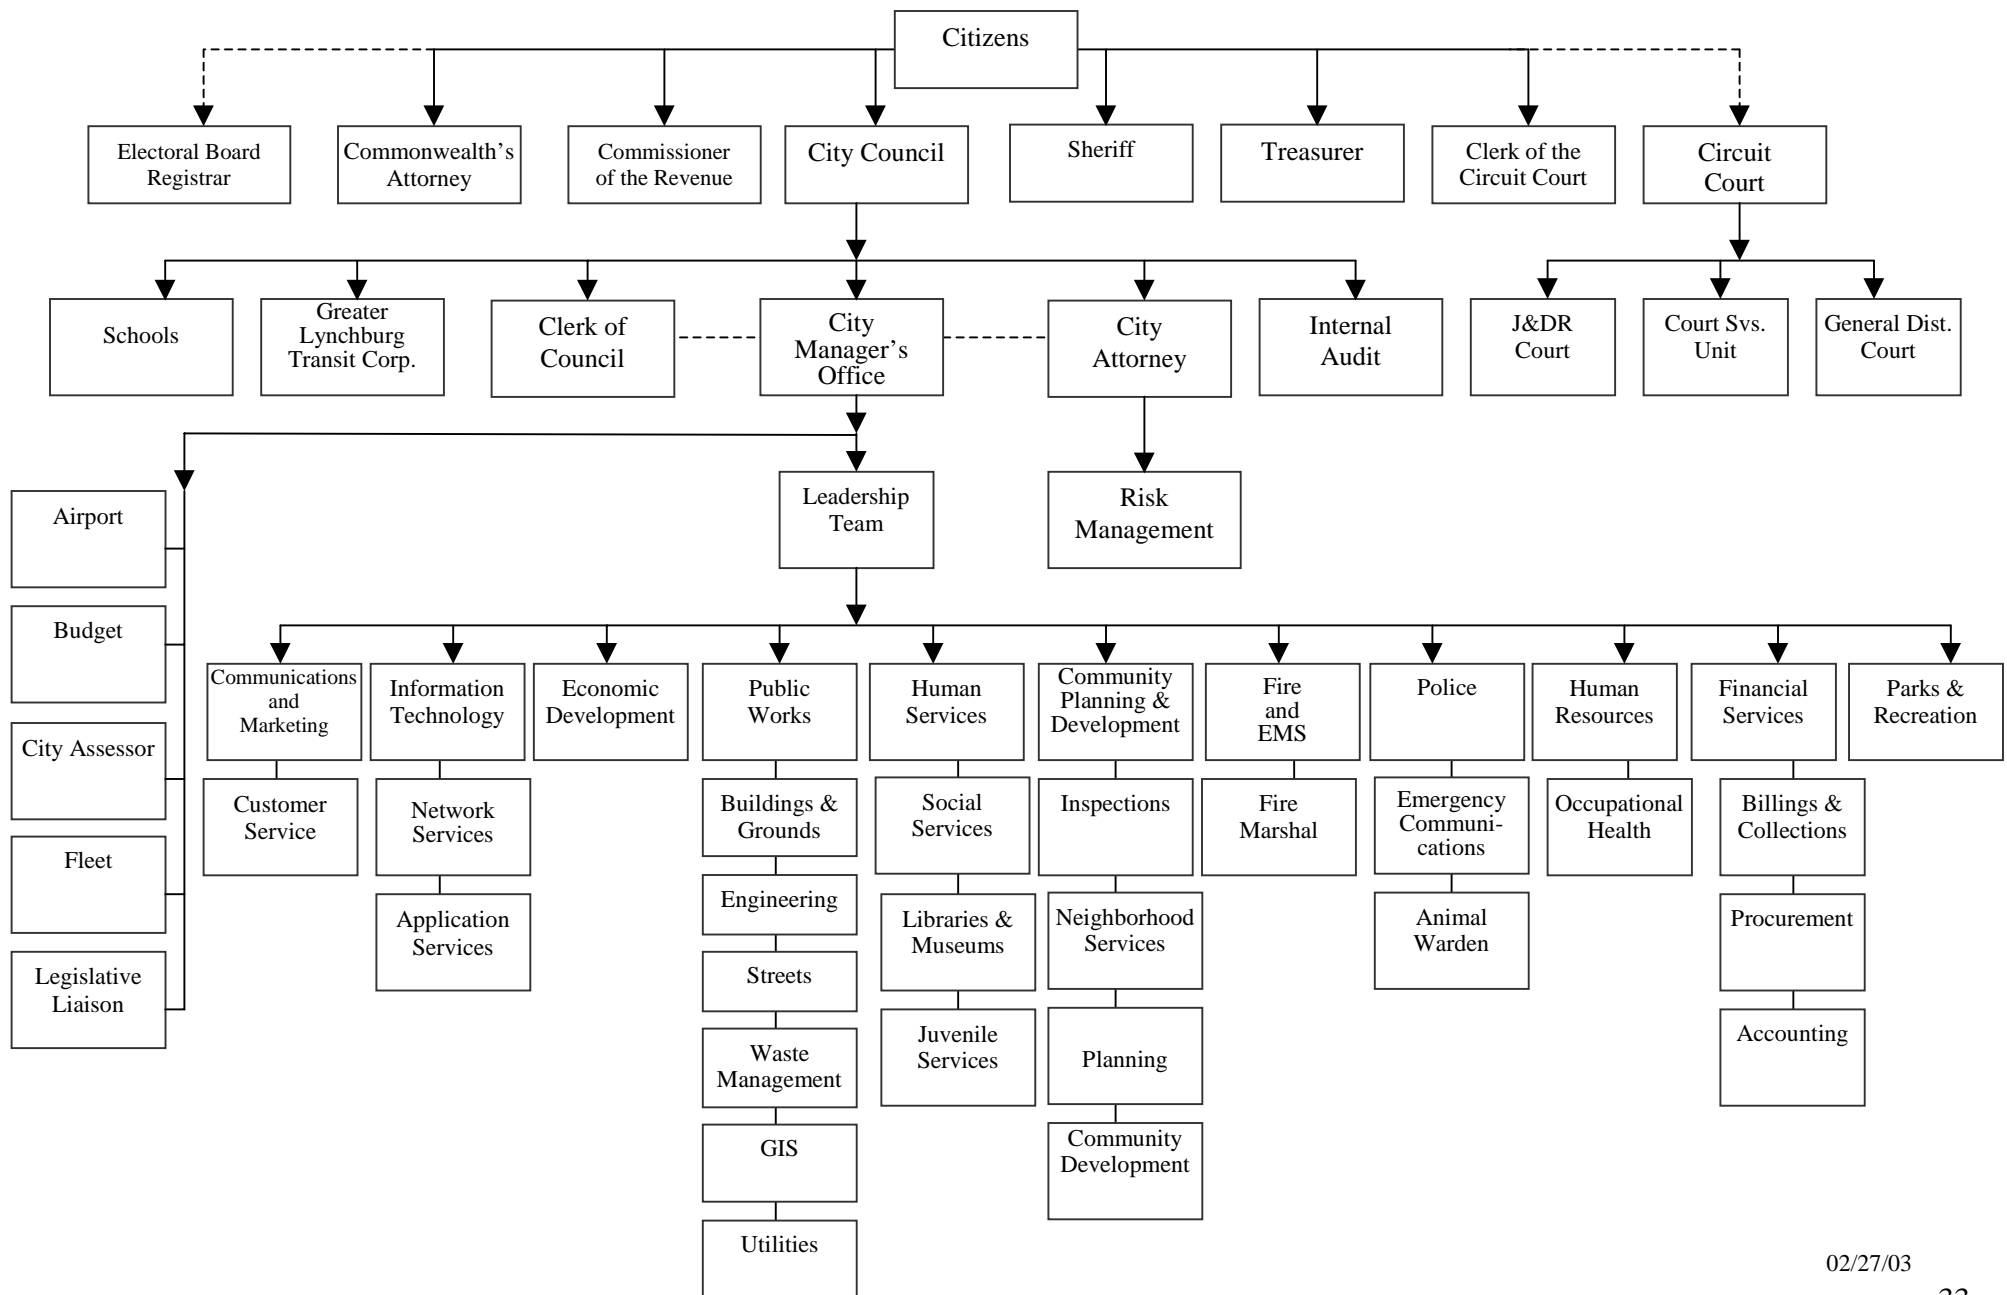 Citizens
Electoral Board
Registrar
Commonwealth's
Attorney
Commissioner
of the Revenue
City Council
Sheriff
Treasurer
Clerk of the
Circuit Court
Circuit
Court
Schools
Greater
Lynchburg
Transit Corp.
Clerk of
Council
City
Manager's
Office
City
Attorney
Internal
Audit
J&DR
Court
Court Svs.
Unit
General Dist.
Court
Leadership
Team
Risk
Management
Airport
Budget
City Assessor
Fleet
Legislative
Liaison
Communications
and
Marketing
Information
Technology
Economic
Development
Public
Works
Human
Services
Community
Planning &
Development
Fire
and
EMS
Police
Human
Resources
Financial
Services
Parks &
Recreation
Customer
Service
Network
Services
Application
Services
Buildings &
Grounds
Engineering
Streets
Waste
Management
GIS
Utilities
Social
Services
Libraries &
Museums
Juvenile
Services
Inspections
Neighborhood
Services
Planning
Community
Development
Fire
Marshal
Emergency
Communi-
cations
Animal
Warden
Occupational
Health
Billings &
Collections
Procurement
Accounting
02/27/03